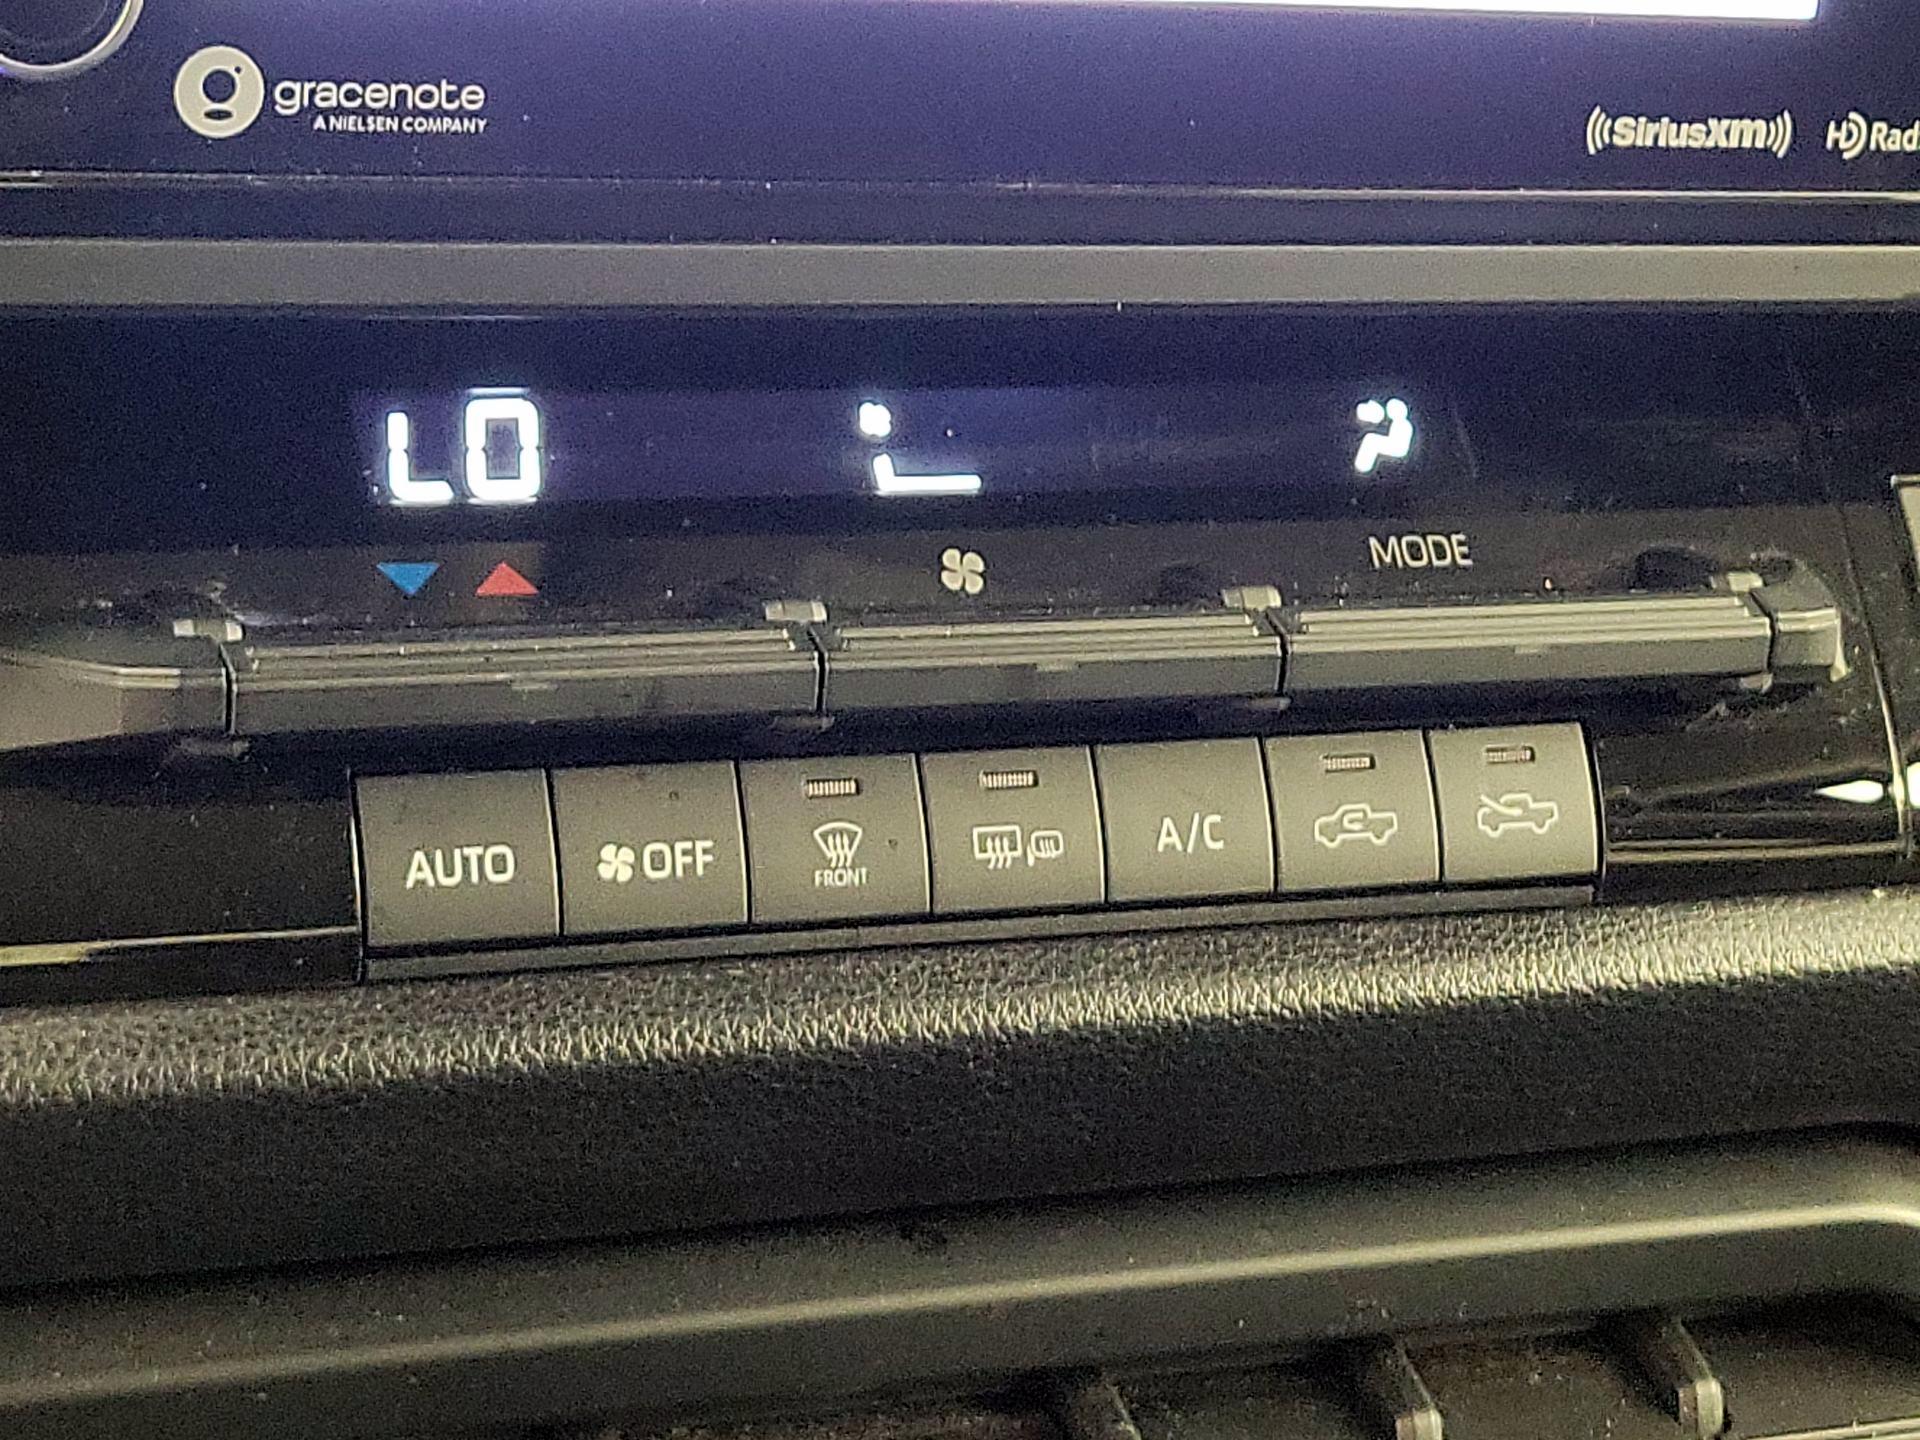 gracenote
A NIELSEN COMPANY
SiriusXM HD Rad
LO
MODE
AUTO OFF FRONT A/C